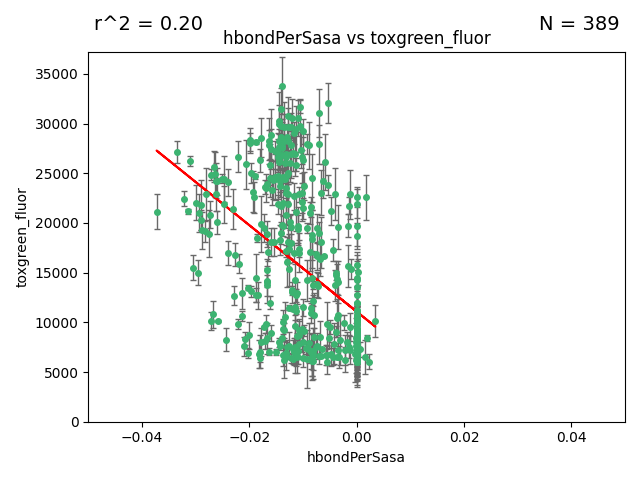 r^2 = 0.20
N = 389
hbondPerSasa vs toxgreen_fluor
35000
30000
25000
20000
15000
10000
5000
0
toxgreen_fluor
−0.04
−0.02
0.00
0.02
0.04
hbondPerSasa